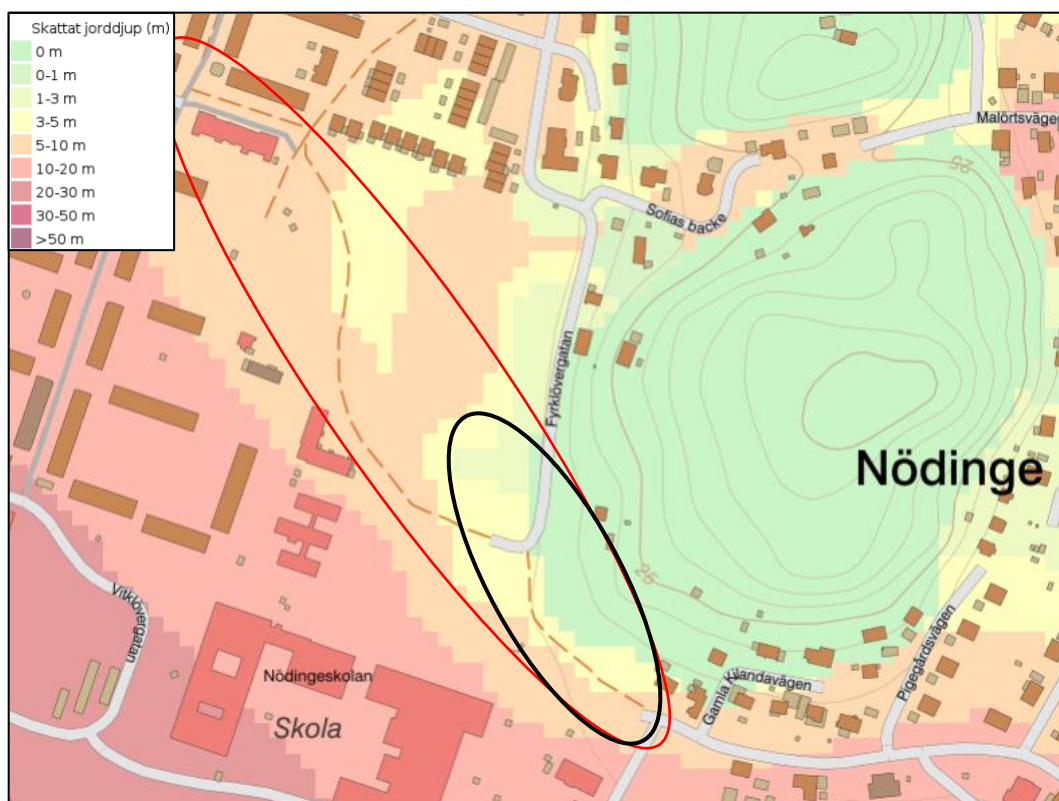 Skattat jorddjup (m)
0 m
0-1 m
1-3 m
3-5 m
5-10 m
10-20 m
20-30 m
30-50 m
>50 m
Malörtsvägen
25
Sofias backe
Fyrklövergatan
Nödinge
25
Vitklövergatan
Nödingeskolan
Skola
Gamla Kilandavägen
Pigegårdsvägen